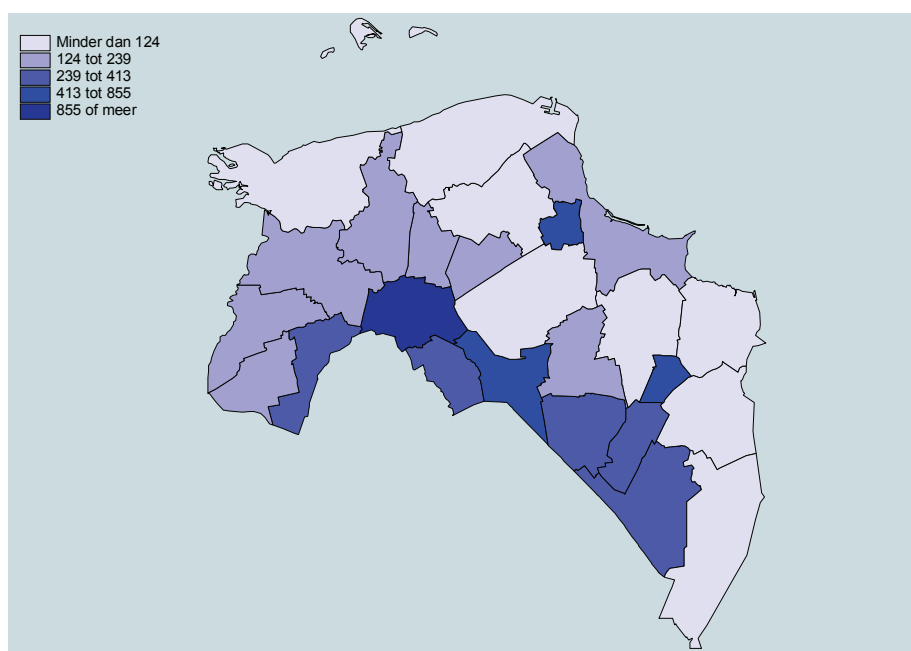 Minder dan 124
124 tot 239
239 tot 413
413 tot 855
855 of meer